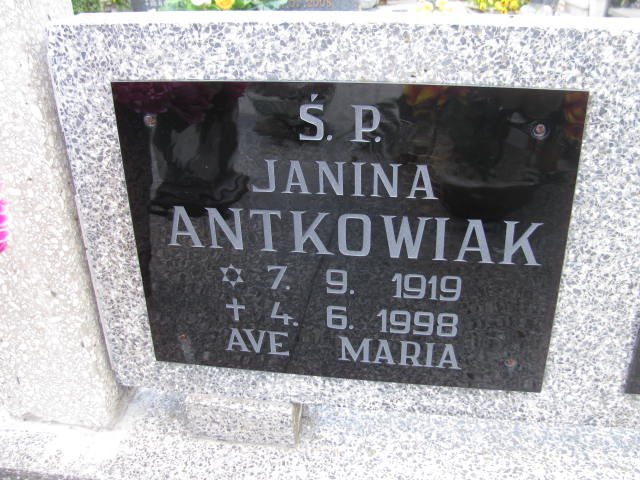 Ś. P.
JANINA
ANTKOWIAK
✡ 7. 9. 1919
✝ 4. 6. 1998
AVE MARIA